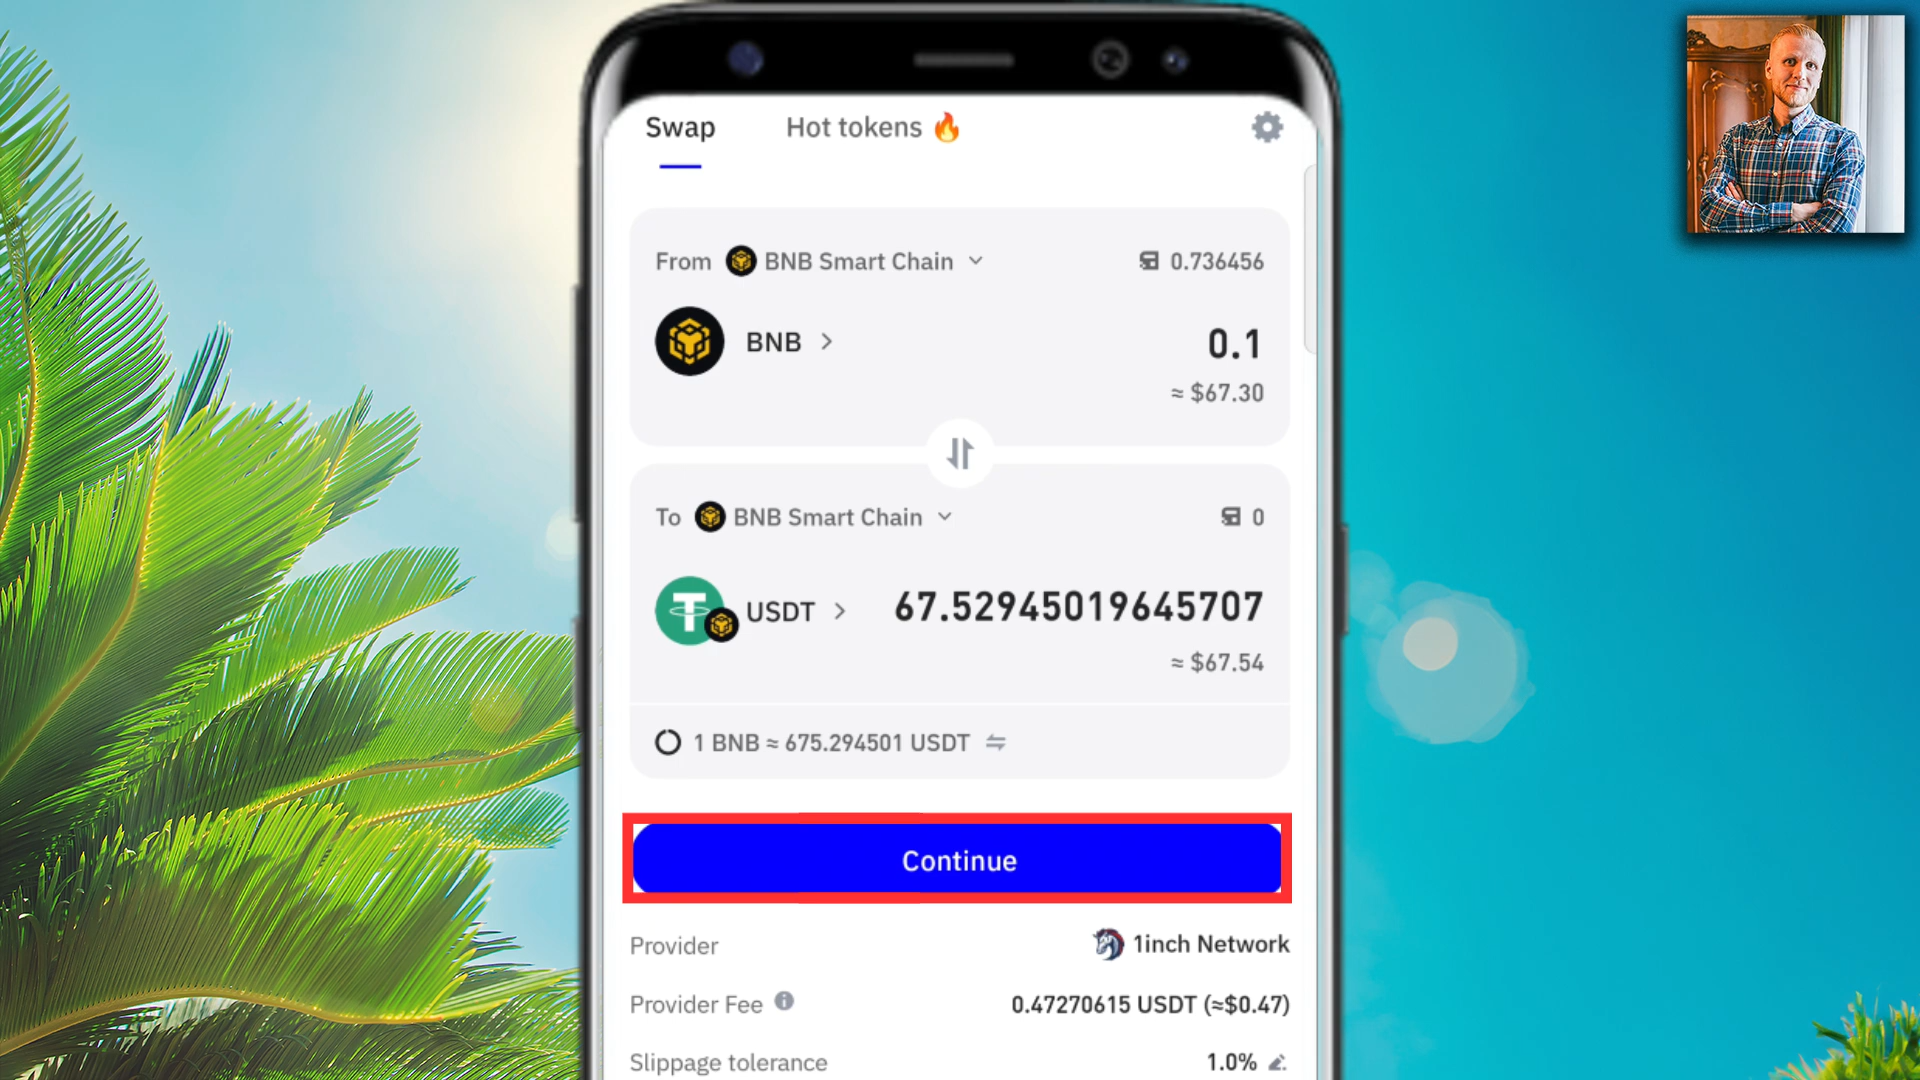 Swap
Hot tokens 🔥
From BNB Smart Chain 0.736456
BNB > 0.1
≈ $67.30
To BNB Smart Chain 0
USDT > 67.52945019645707
≈ $67.54
1 BNB ≈ 675.294501 USDT
Continue
Provider 1inch Network
Provider Fee 0.47270615 USDT (≈$0.47)
Slippage tolerance 1.0%